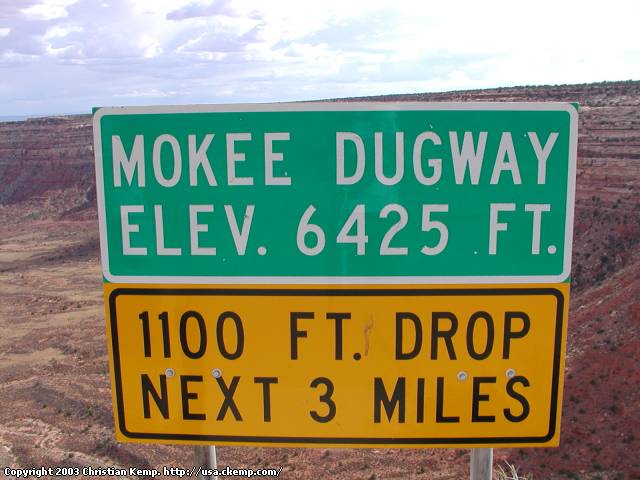 MOKEE DUGWAY
ELEV. 6425 FT.
1100 FT. DROP
NEXT 3 MILES
Copyright 2003 Christian Kemp. http://usa.ckemp.com/